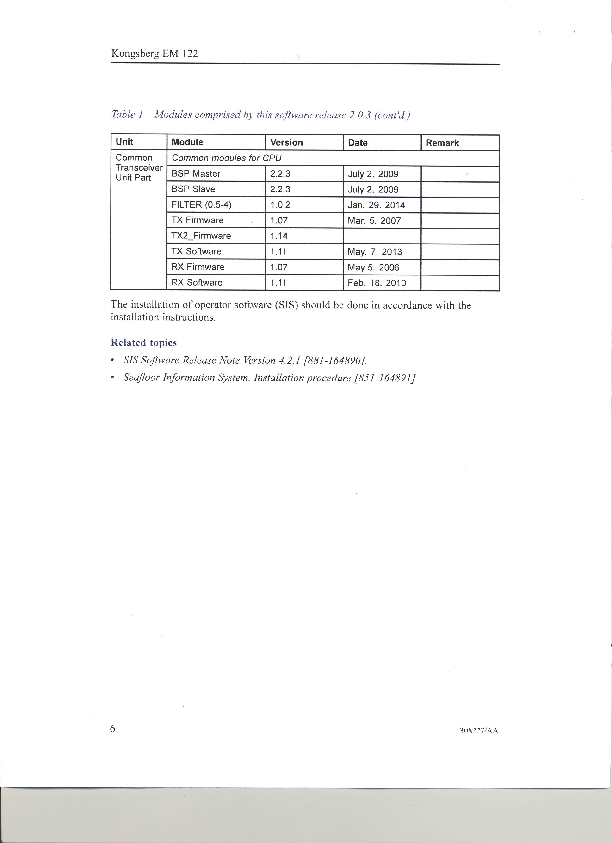 Kongsberg EM 122
Table 1 Modules comprised by this software release 2.0.3 (cont'd.)
Unit Module Version Date Remark
Common Transceiver Unit Part Common modules for CPU
BSP Master 2.2.3 July 2. 2009
BSP Slave 2.2.3 July 2. 2009
FILTER (0.5-4) 1.0.2 Jan. 29. 2014
TX Firmware 1.07 Mar. 5. 2007
TX2_Firmware 1.14
TX Software 1.11 May. 7. 2013
RX Firmware 1.07 May 5. 2006
RX Software 1.11 Feb. 18. 2010
The installation of operator software (SIS) should be done in accordance with the
installation instructions.
Related topics
• SIS Software Release Note Version 4.2.1 [881-164890].
• Seafloor Information System. Installation procedure [851-164891]
6